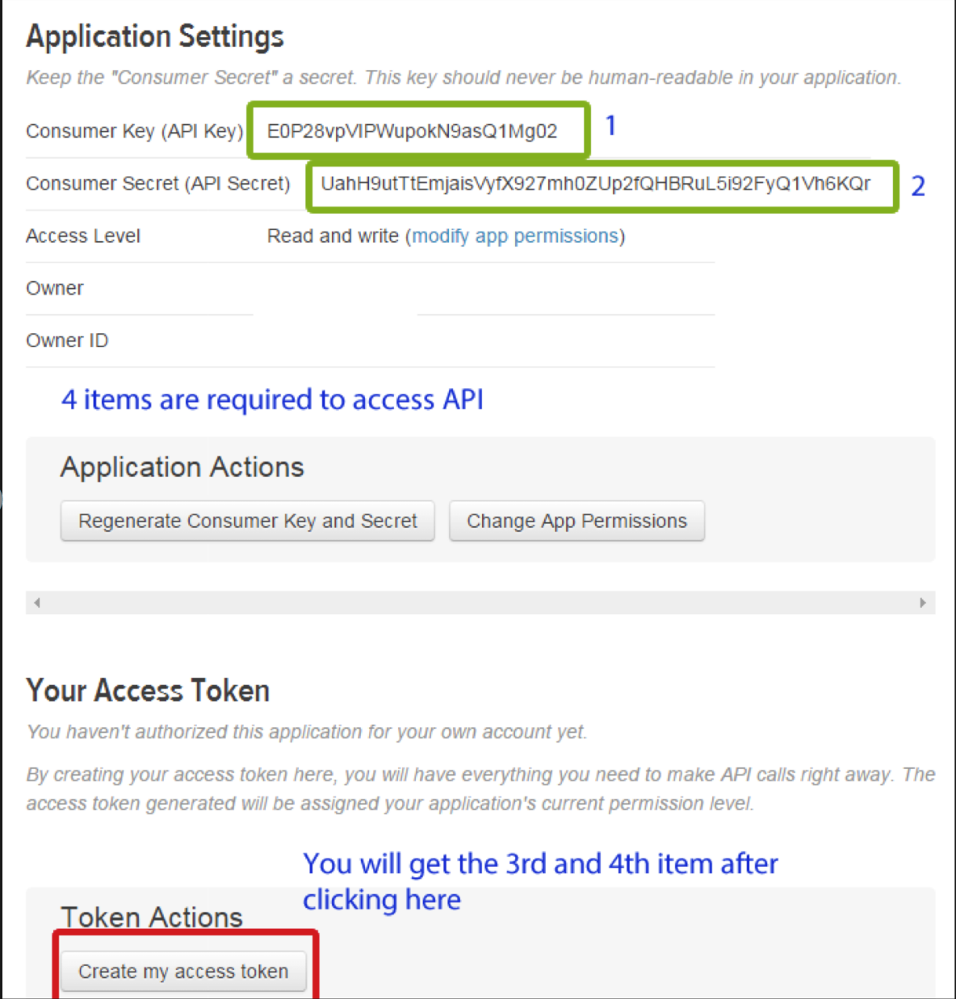 Application Settings
Keep the "Consumer Secret" a secret. This key should never be human-readable in your application.
Consumer Key (API Key) E0P28vpVIPWupokN9asQ1Mg02 1
Consumer Secret (API Secret) UahH9utTtEmjaisVyfX927mh0ZUp2fQHBRuL5i92FyQ1Vh6KQr 2
Access Level Read and write (modify app permissions)
Owner
Owner ID
4 items are required to access API
Application Actions
Regenerate Consumer Key and Secret Change App Permissions
Your Access Token
You haven't authorized this application for your own account yet.
By creating your access token here, you will have everything you need to make API calls right away. The
access token generated will be assigned your application's current permission level.
You will get the 3rd and 4th item after
clicking here
Token Actions
Create my access token